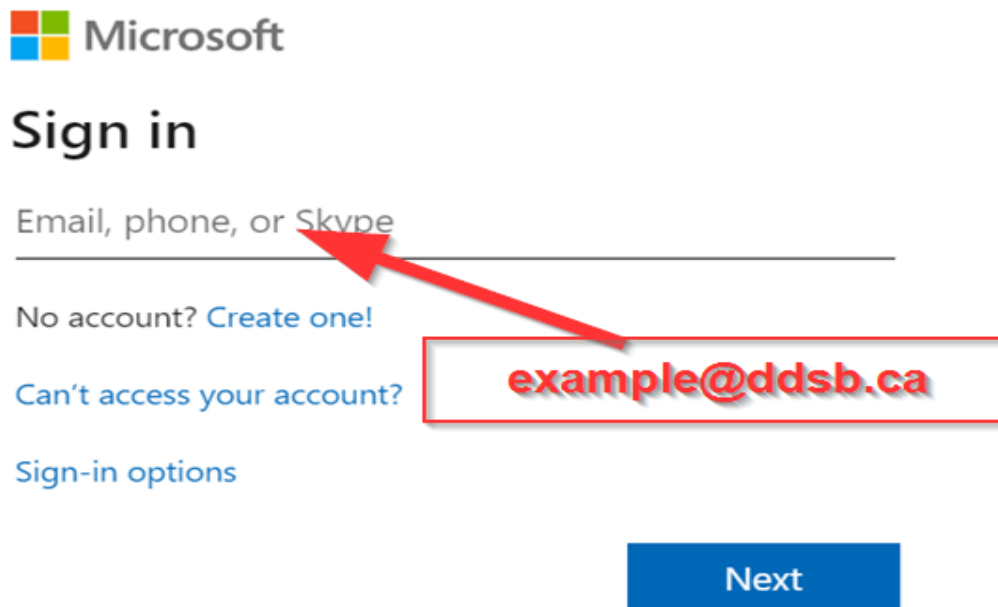 Microsoft
Sign in
Email, phone, or Skype
No account? Create one!
example@ddsb.ca
Can't access your account?
Sign-in options
Next